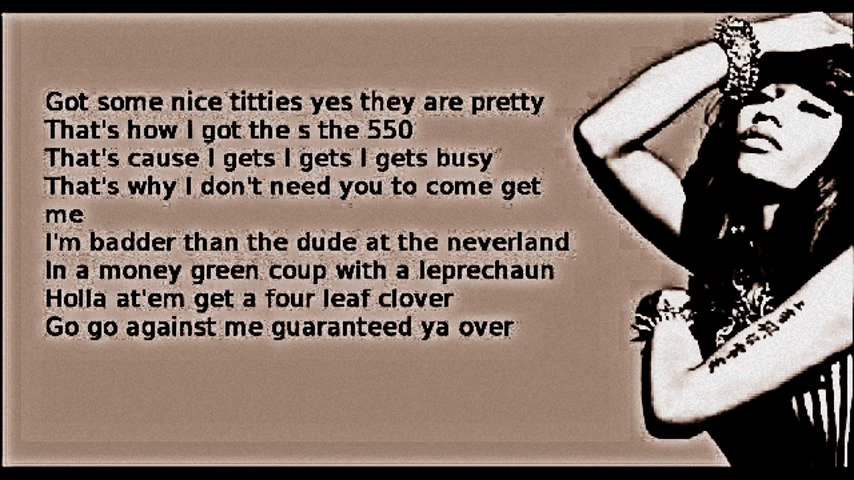 Got some nice titties yes they are pretty
That's how I got the s the 550
That's cause I gets I gets I gets busy
That's why I don't need you to come get
me
I'm badder than the dude at the neverland
In a money green coup with a leprechaun
Holla at'em get a four leaf clover
Go go against me guaranteed ya over